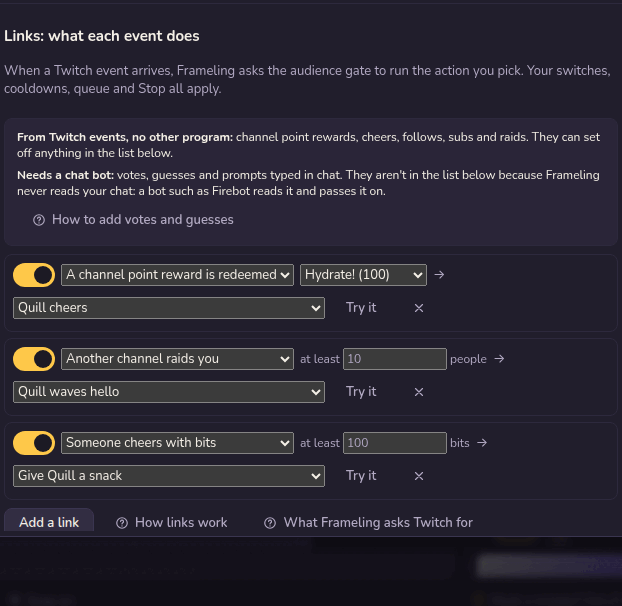 Links: what each event does
When a Twitch event arrives, Frameling asks the audience gate to run the action you pick. Your switches,
cooldowns, queue and Stop all apply.
From Twitch events, no other program: channel point rewards, cheers, follows, subs and raids. They can set
off anything in the list below.
Needs a chat bot: votes, guesses and prompts typed in chat. They aren't in the list below because Frameling
never reads your chat: a bot such as Firebot reads it and passes it on.
How to add votes and guesses
A channel point reward is redeemed Hydrate! (100) →
Quill cheers Try it ×
Another channel raids you at least 10 people →
Quill waves hello Try it ×
Someone cheers with bits at least 100 bits →
Give Quill a snack Try it ×
Add a link How links work What Frameling asks Twitch for